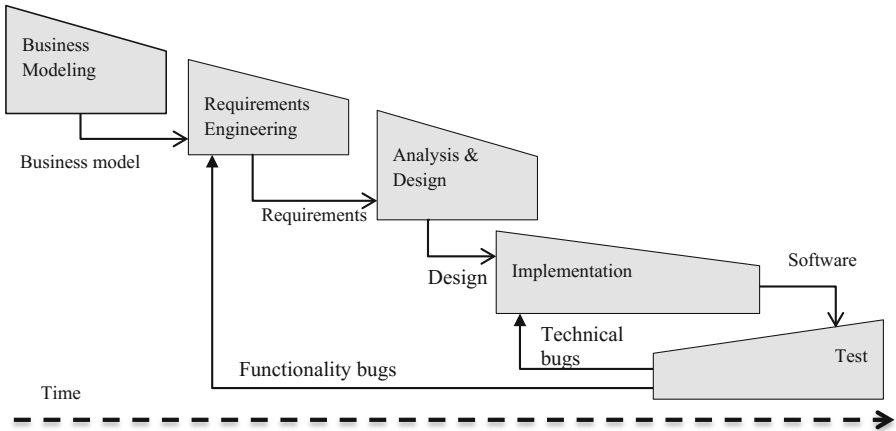 Business
Modeling
Requirements
Engineering
Business model
Analysis &
Design
Requirements
Software
Design
Implementation
Technical
bugs
Test
Functionality bugs
Time